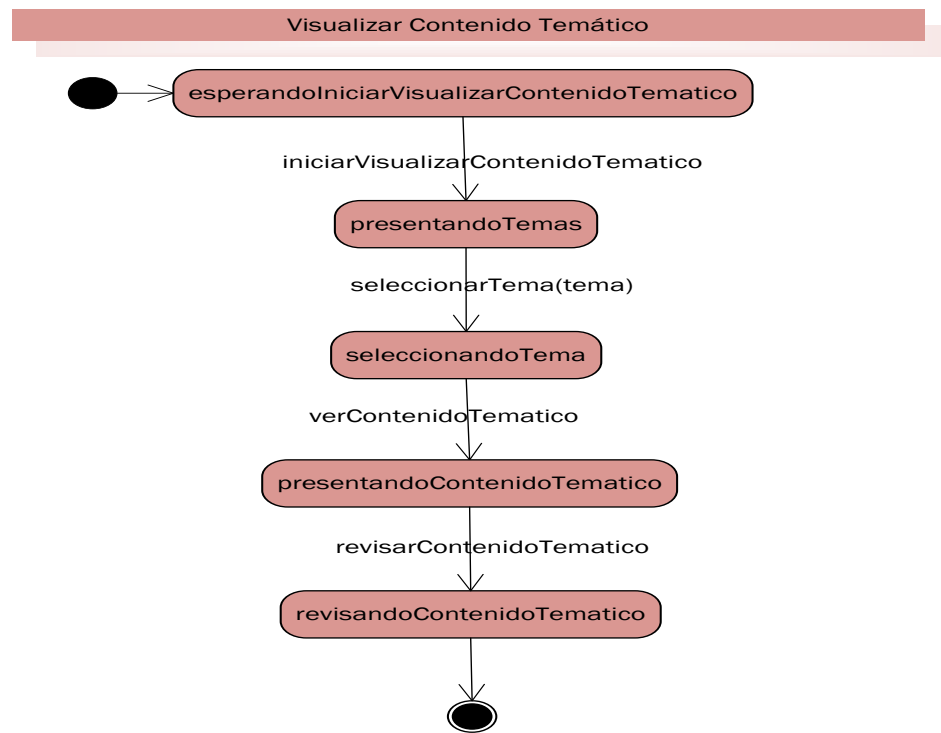 Visualizar Contenido Temático
esperandoIniciarVisualizarContenidoTematico
iniciarVisualizarContenidoTematico
presentandoTemas
seleccionarTema(tema)
seleccionandoTema
verContenidoTematico
presentandoContenidoTematico
revisarContenidoTematico
revisandoContenidoTematico